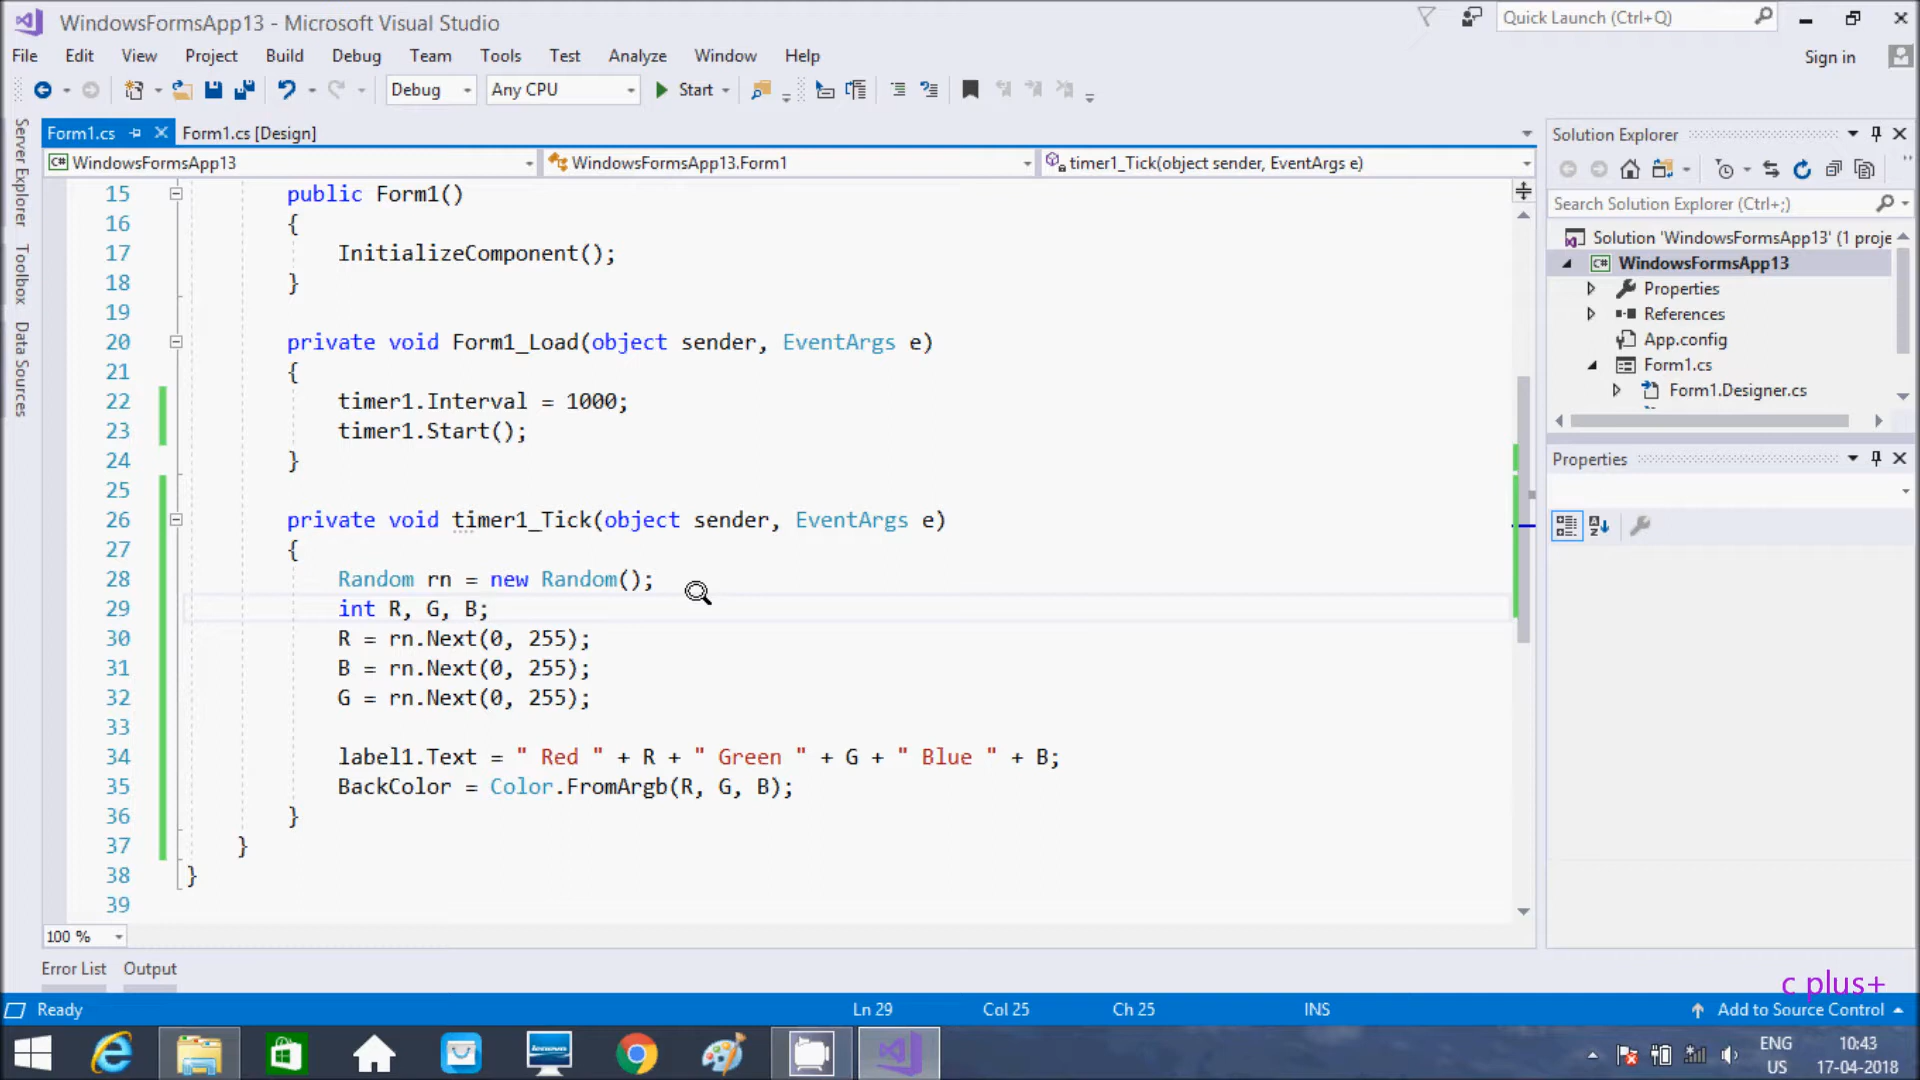 WindowsFormsApp13 - Microsoft Visual Studio
Quick Launch (Ctrl+Q)
File Edit View Project Build Debug Team Tools Test Analyze Window Help
Sign in
Debug Any CPU Start
Server Explorer
Toolbox
Data Sources
Form1.cs Form1.cs [Design]
WindowsFormsApp13 WindowsFormsApp13.Form1 timer1_Tick(object sender, EventArgs e)
15 public Form1()
16 {
17 InitializeComponent();
18 }
19
20 private void Form1_Load(object sender, EventArgs e)
21 {
22 timer1.Interval = 1000;
23 timer1.Start();
24 }
25
26 private void timer1_Tick(object sender, EventArgs e)
27 {
28 Random rn = new Random();
29 int R, G, B;
30 R = rn.Next(0, 255);
31 B = rn.Next(0, 255);
32 G = rn.Next(0, 255);
33
34 label1.Text = " Red " + R + " Green " + G + " Blue " + B;
35 BackColor = Color.FromArgb(R, G, B);
36 }
37 }
38 }
39
100 %
Solution Explorer
Search Solution Explorer (Ctrl+;)
Solution 'WindowsFormsApp13' (1 proje
C# WindowsFormsApp13
Properties
References
App.config
Form1.cs
Form1.Designer.cs
Properties
Error List Output
c plus+
Ready Ln 29 Col 25 Ch 25 INS Add to Source Control
ENG 10:43
US 17-04-2018